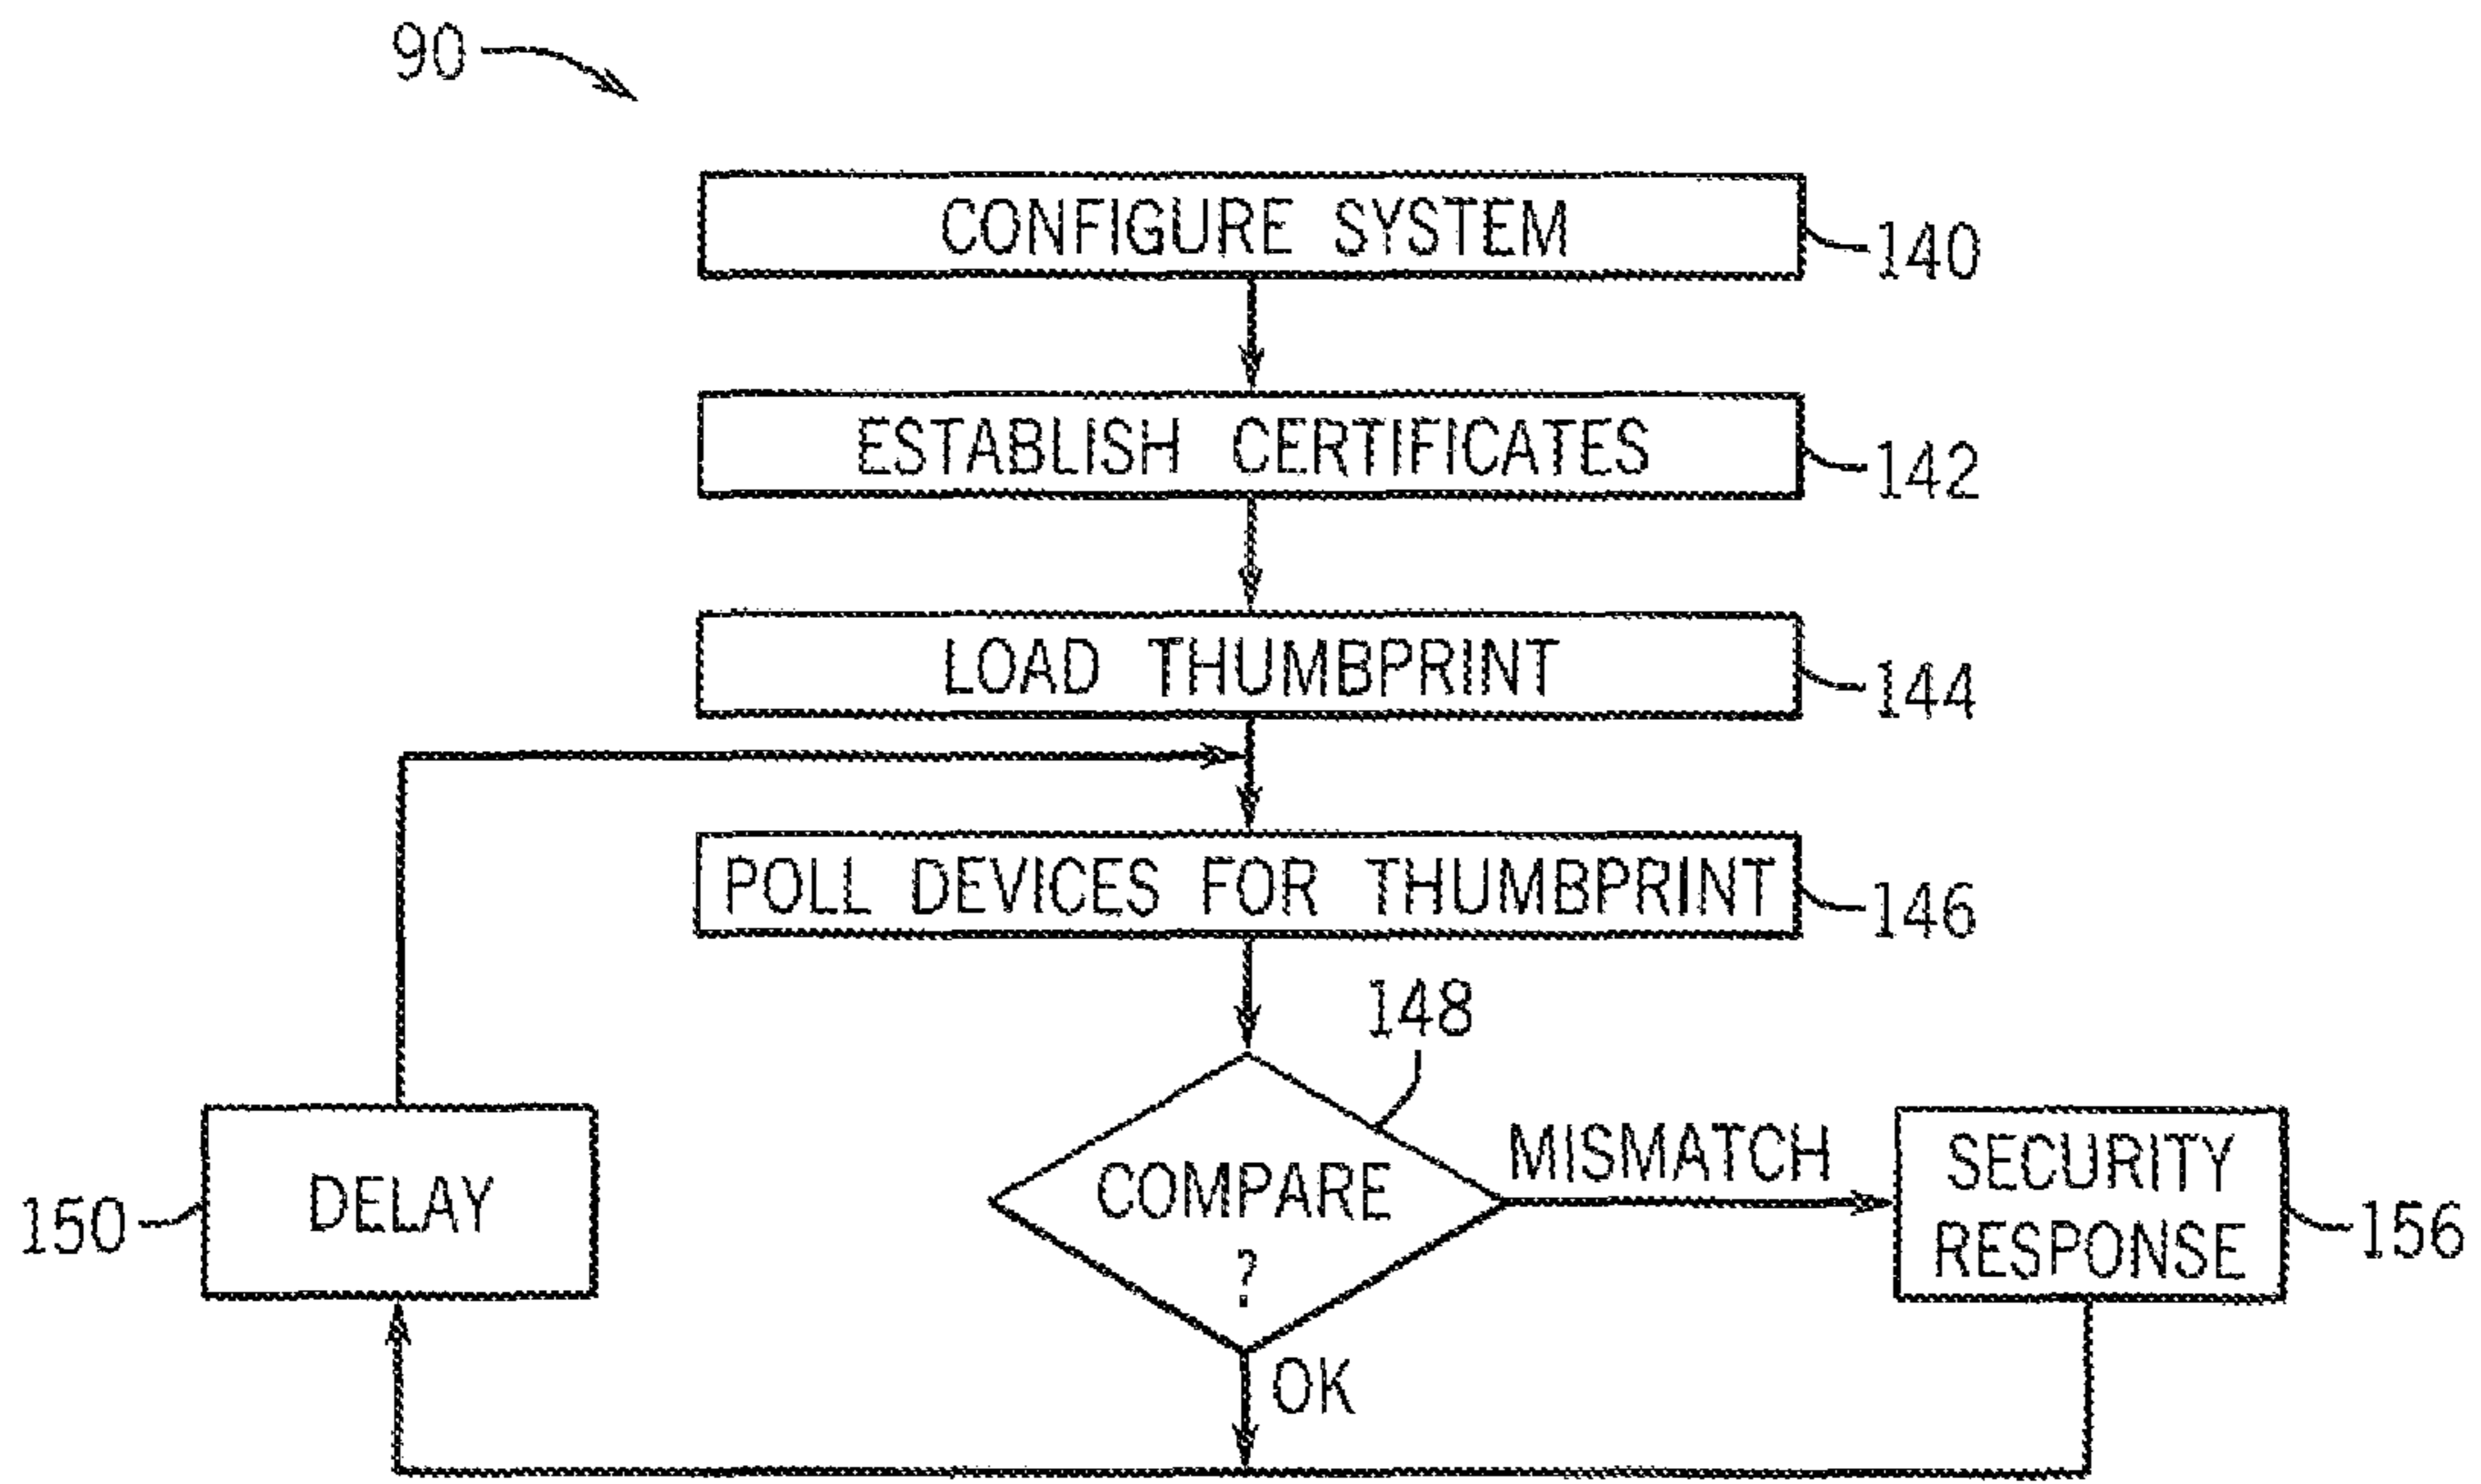 90
CONFIGURE SYSTEM
140
ESTABLISH CERTIFICATES
142
LOAD THUMBPRINT
144
POLL DEVICES FOR THUMBPRINT
146
148
COMPARE
?
MISMATCH
SECURITY
RESPONSE
156
DELAY
150
OK